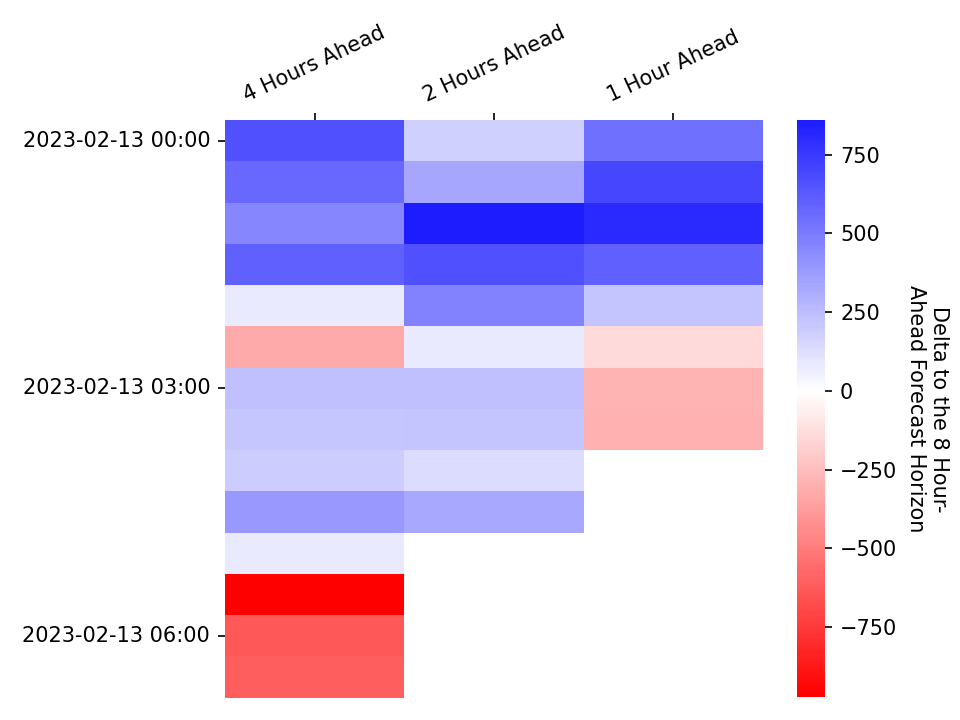 4 Hours Ahead
2 Hours Ahead
1 Hour Ahead
2023-02-13 00:00
2023-02-13 03:00
2023-02-13 06:00
750
500
250
0
−250
−500
−750
Delta to the 8 Hour-
Ahead Forecast Horizon